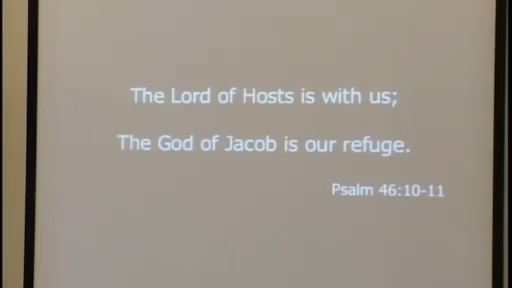 The Lord of Hosts is with us;
The God of Jacob is our refuge.
Psalm 46:10-11